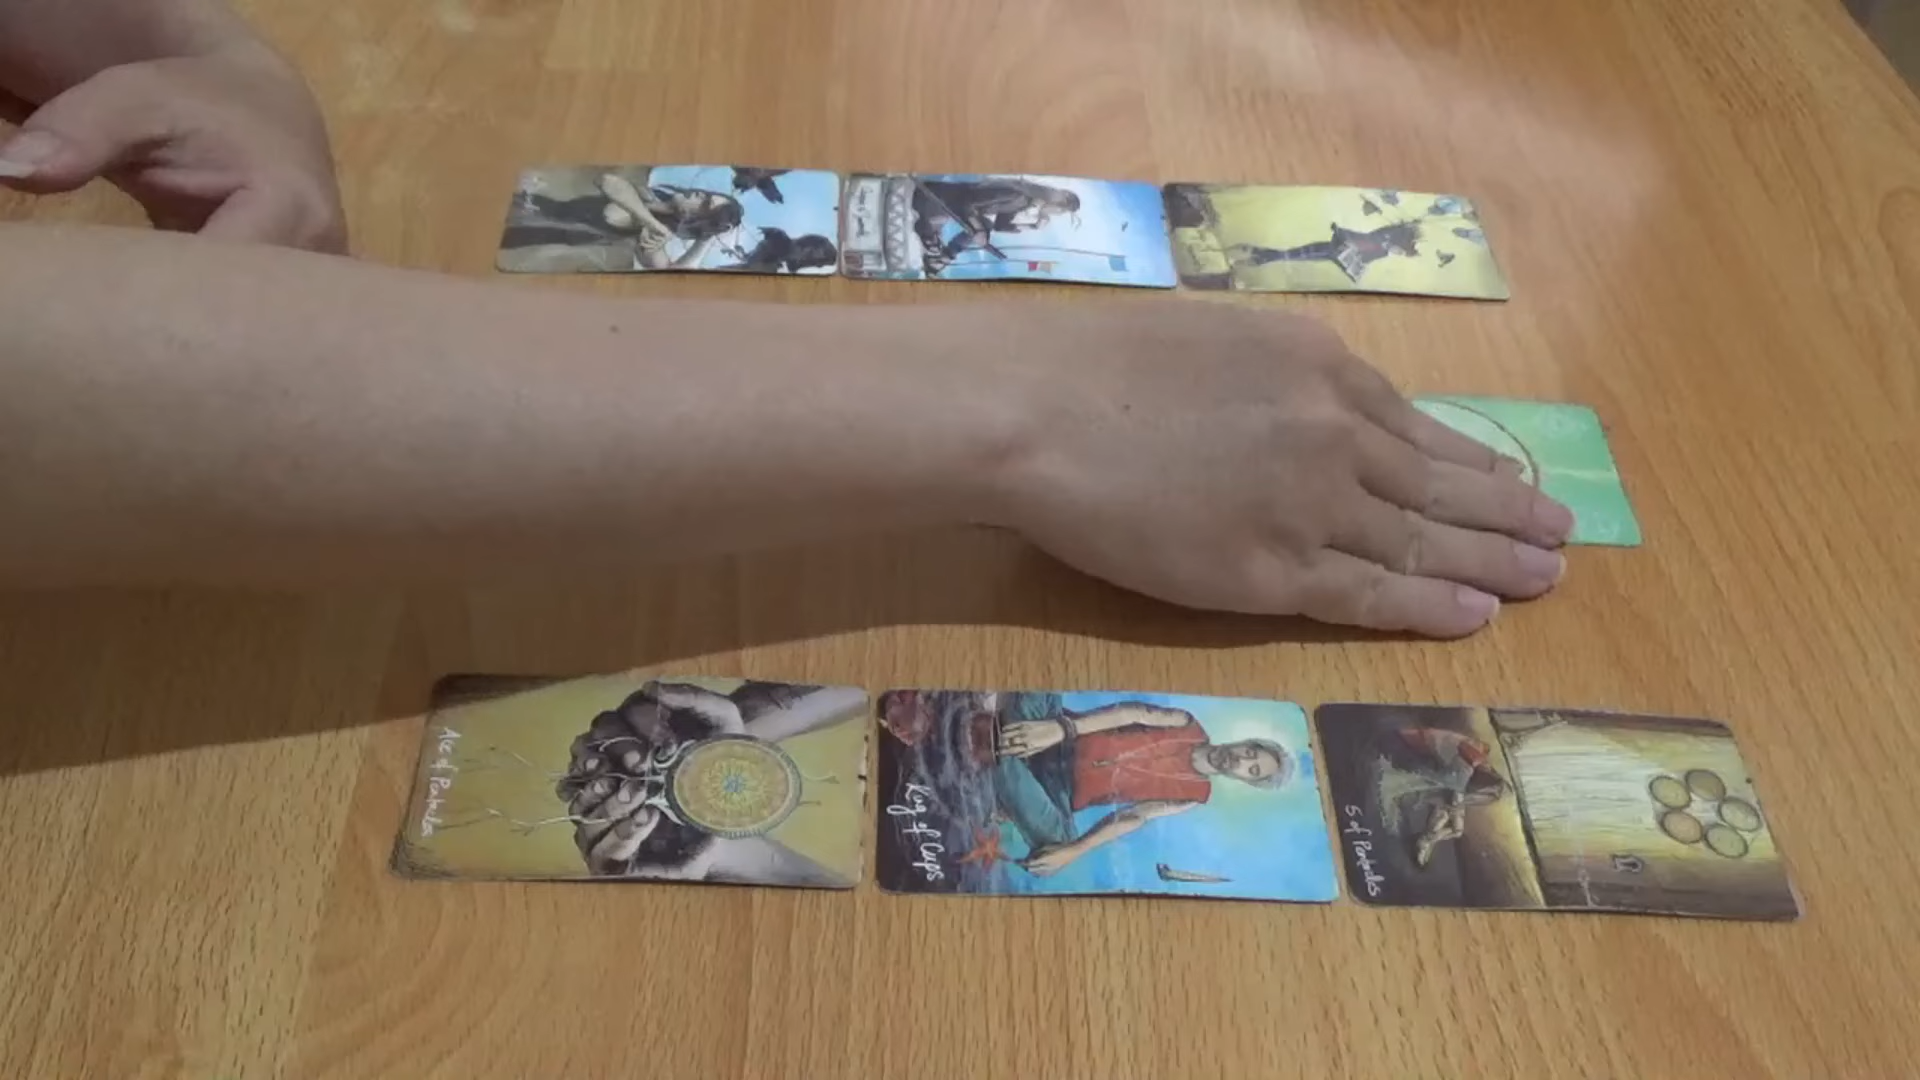 Ace of Pentacles
King of Cups
5 of Pentacles